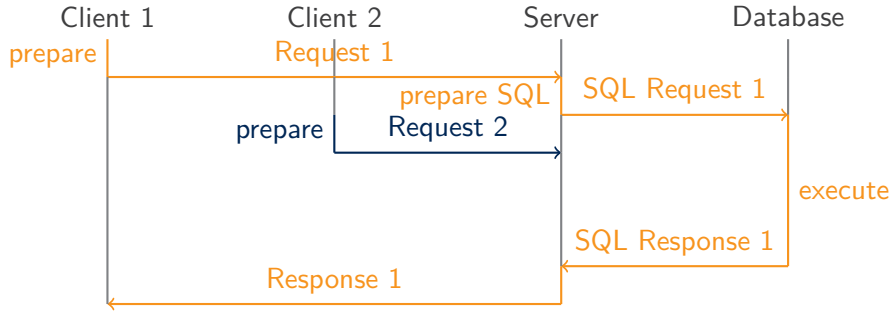 Client 1
Client 2
Server
Database
prepare
Request 1
prepare SQL
SQL Request 1
prepare
Request 2
execute
SQL Response 1
Response 1